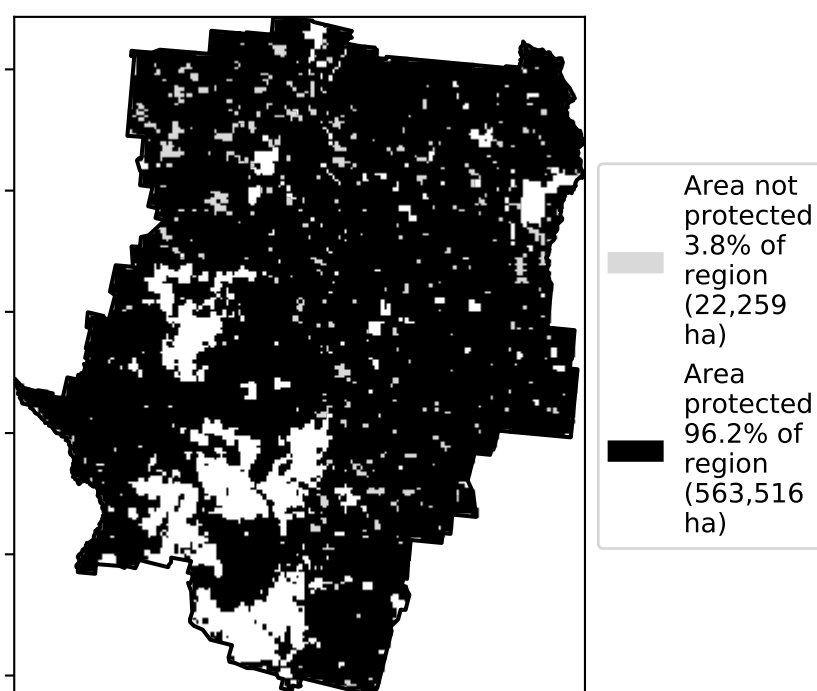 Area not
protected
3.8% of
region
(22,259
ha)
Area
protected
96.2% of
region
(563,516
ha)